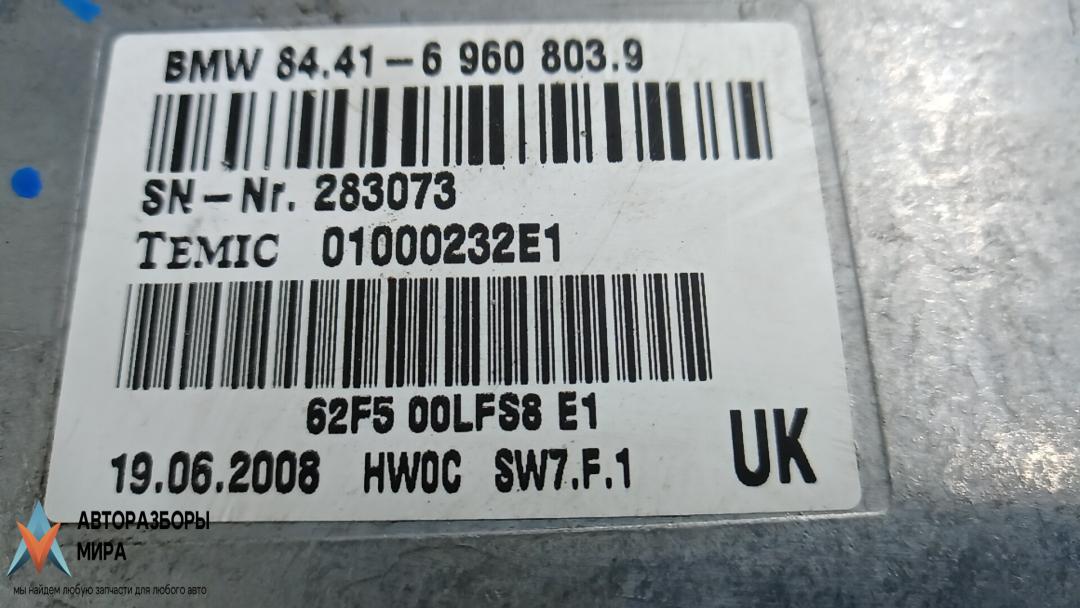 BMW 84.41-6 960 803.9
SN-Nr. 283073
TEMIC 01000232E1
62F5 00LFS8 E1
19.06.2008 HW0C SW7.F.1
UK
АВТОРАЗБОРЫ
МИРА
мы найдем любую запчасти для любого авто